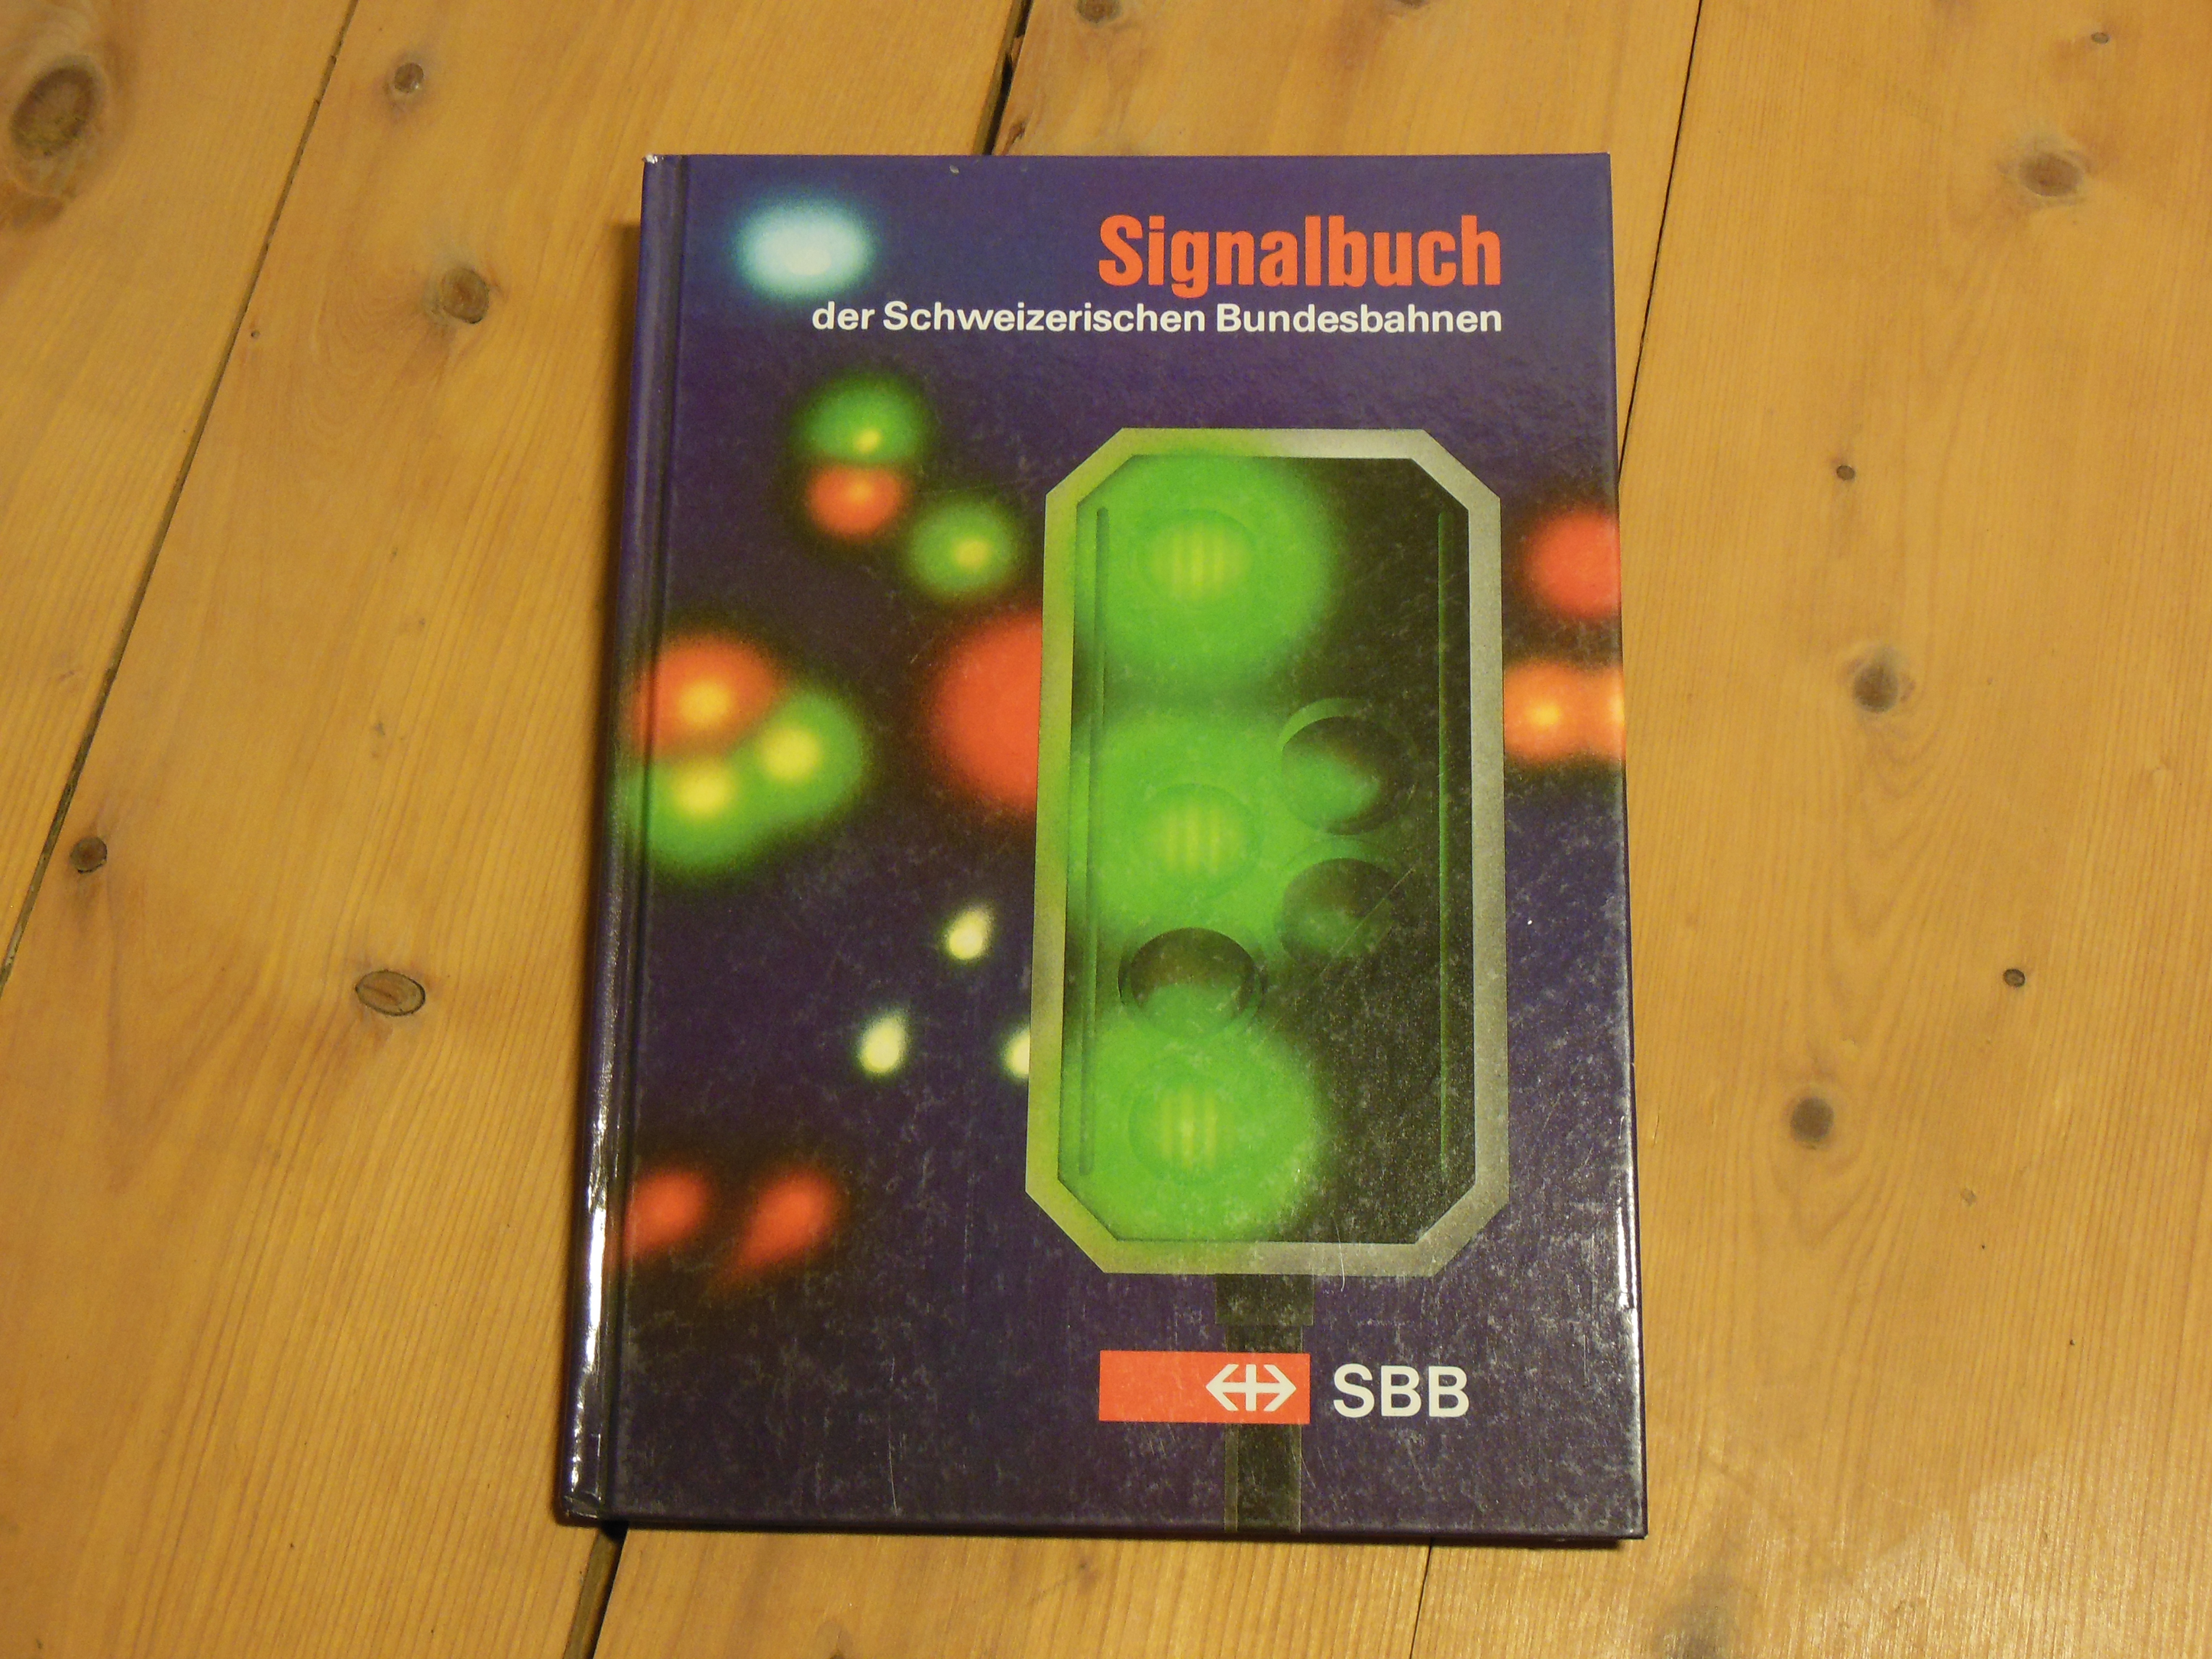 Signalbuch
der Schweizerischen Bundesbahnen
SBB